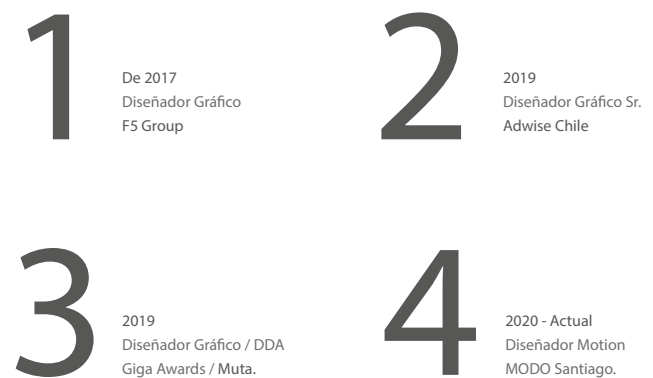 1
De 2017
Diseñador Gráfico
F5 Group
2
2019
Diseñador Gráfico Sr.
Adwise Chile
3
2019
Diseñador Gráfico / DDA
Giga Awards / Muta.
4
2020 - Actual
Diseñador Motion
MODO Santiago.